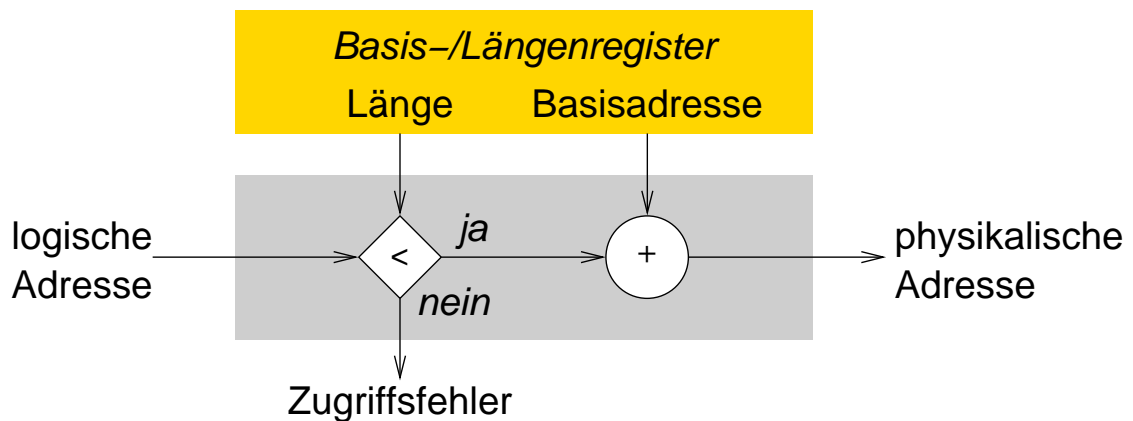 Basis–/Längenregister
Länge Basisadresse
logische
Adresse
<
ja
nein
+
physikalische
Adresse
Zugriffsfehler